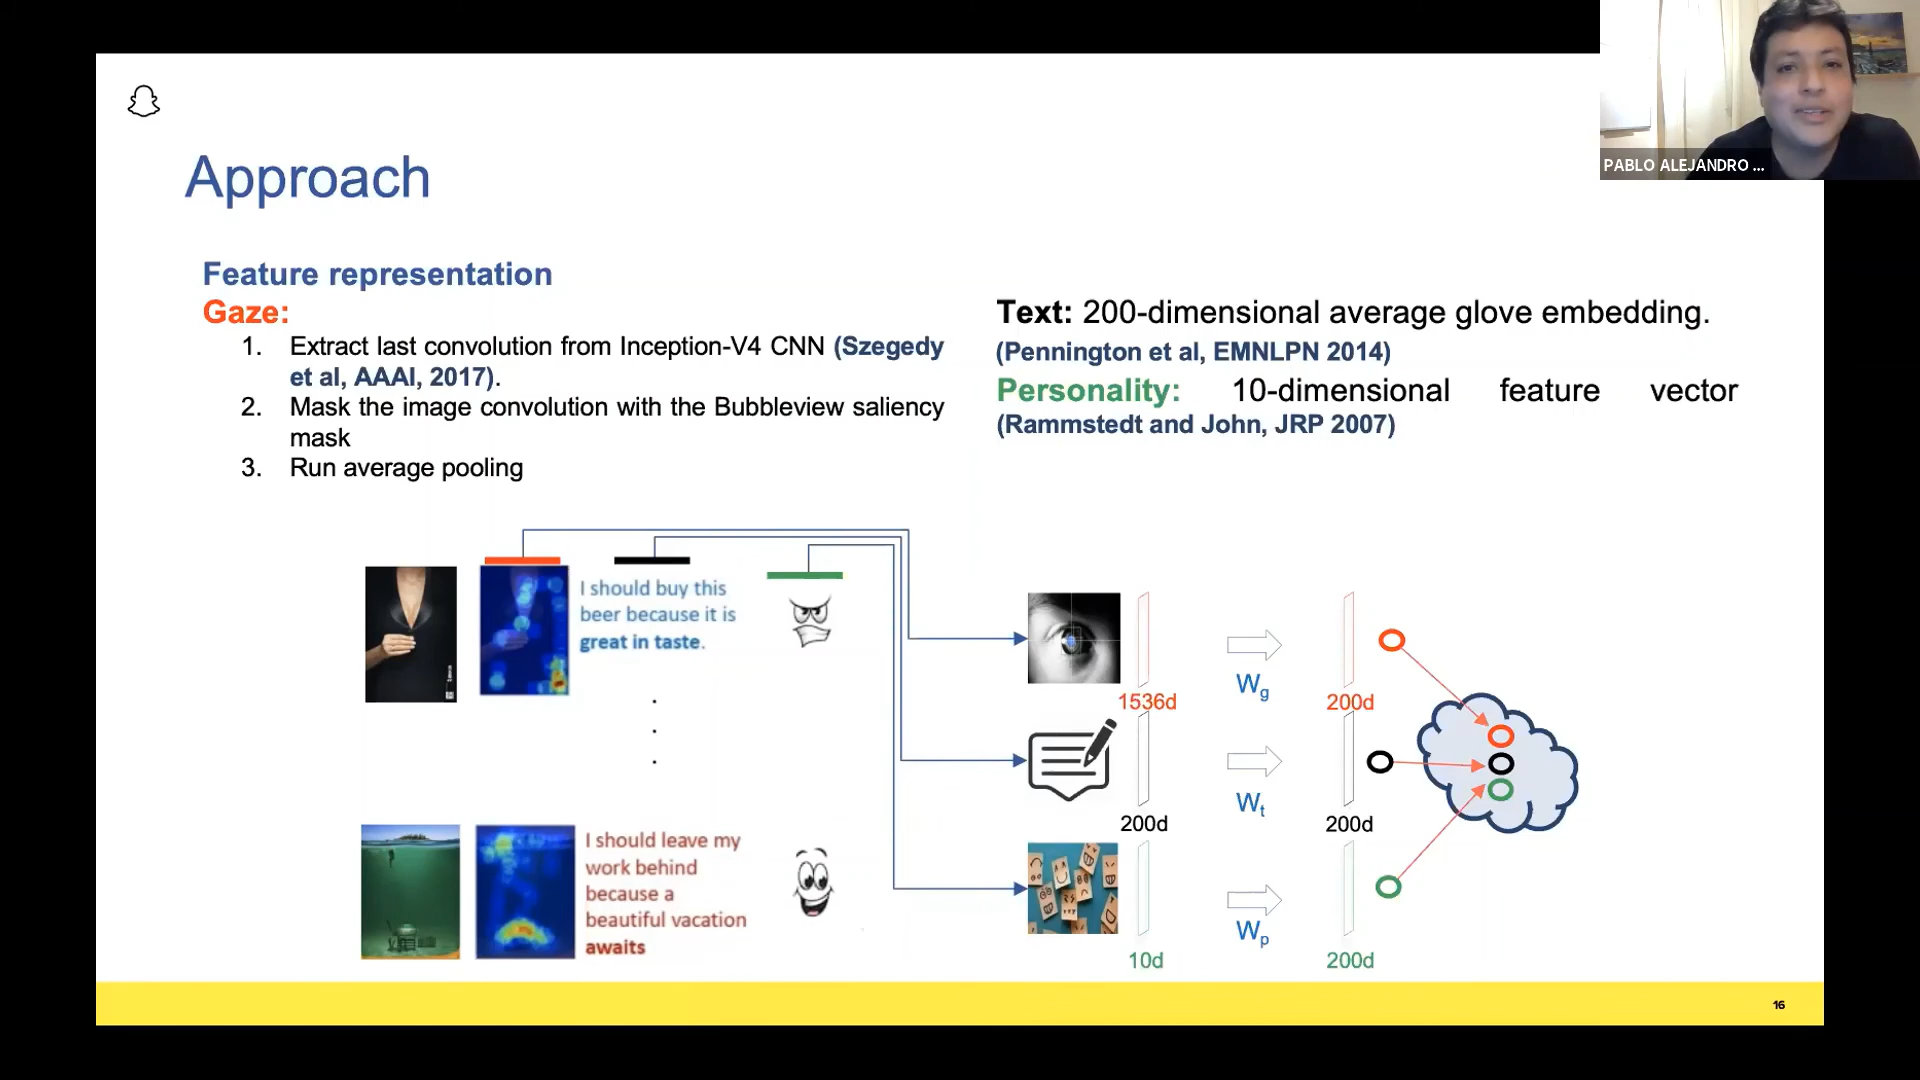 PABLO ALEJANDRO ...
Approach
Feature representation
Gaze:
1. Extract last convolution from Inception-V4 CNN (Szegedy
et al, AAAI, 2017).
2. Mask the image convolution with the Bubbleview saliency
mask
3. Run average pooling
Text: 200-dimensional average glove embedding.
(Pennington et al, EMNLPN 2014)
Personality: 10-dimensional feature vector
(Rammstedt and John, JRP 2007)
I should buy this
beer because it is
great in taste.
I should leave my
work behind
because a
beautiful vacation
awaits
1536d
Wg
200d
200d
Wt
200d
10d
Wp
200d
16